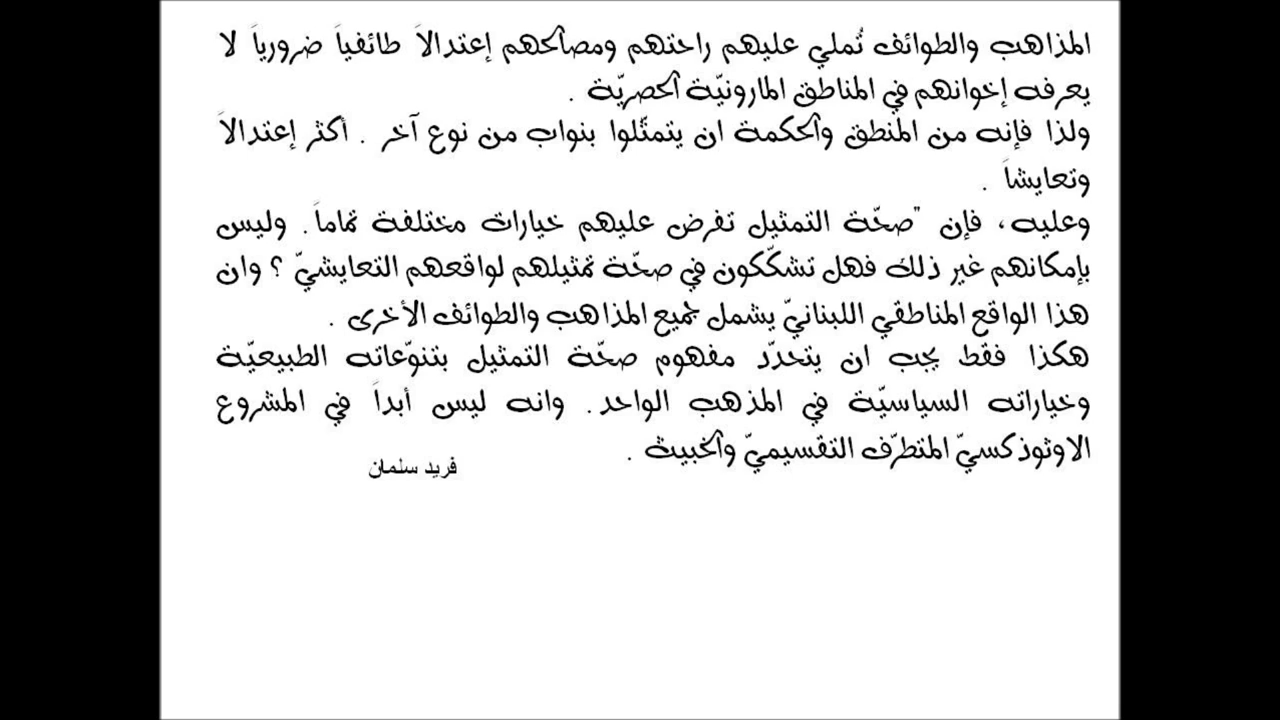 المذاهب والطوائف تُملي عليهم راحتهم ومصالحهم إعتدالاً طائفياً ضرورياً لا
يعرفه إخوانهم في المناطق المارونيّة الحصريّة .
ولذا فإنه من المنطق والحكمة ان يتمثّلوا بنواب من نوع آخر . أكثر إعتدالاً
وتعايشاً .
وعليه، فإن "صحّة التمثيل تفرض عليهم خيارات مختلفة تماماً. وليس
بإمكانهم غير ذلك فهل تشكّكون في صحّة تمثيلهم لواقعهم التعايشيّ ؟ وان
هذا الواقع المناطقي اللبنانيّ يشمل جميع المذاهب والطوائف الأخرى .
هكذا فقط يجب ان يتحدّد مفهوم صحّة التمثيل بتنوّعاته الطبيعيّة
وخياراته السياسيّة في المذهب الواحد. وانه ليس أبداً في المشروع
الاوثوذكسيّ المتطرّف التقسيميّ والخبيث .
فريد سلمان